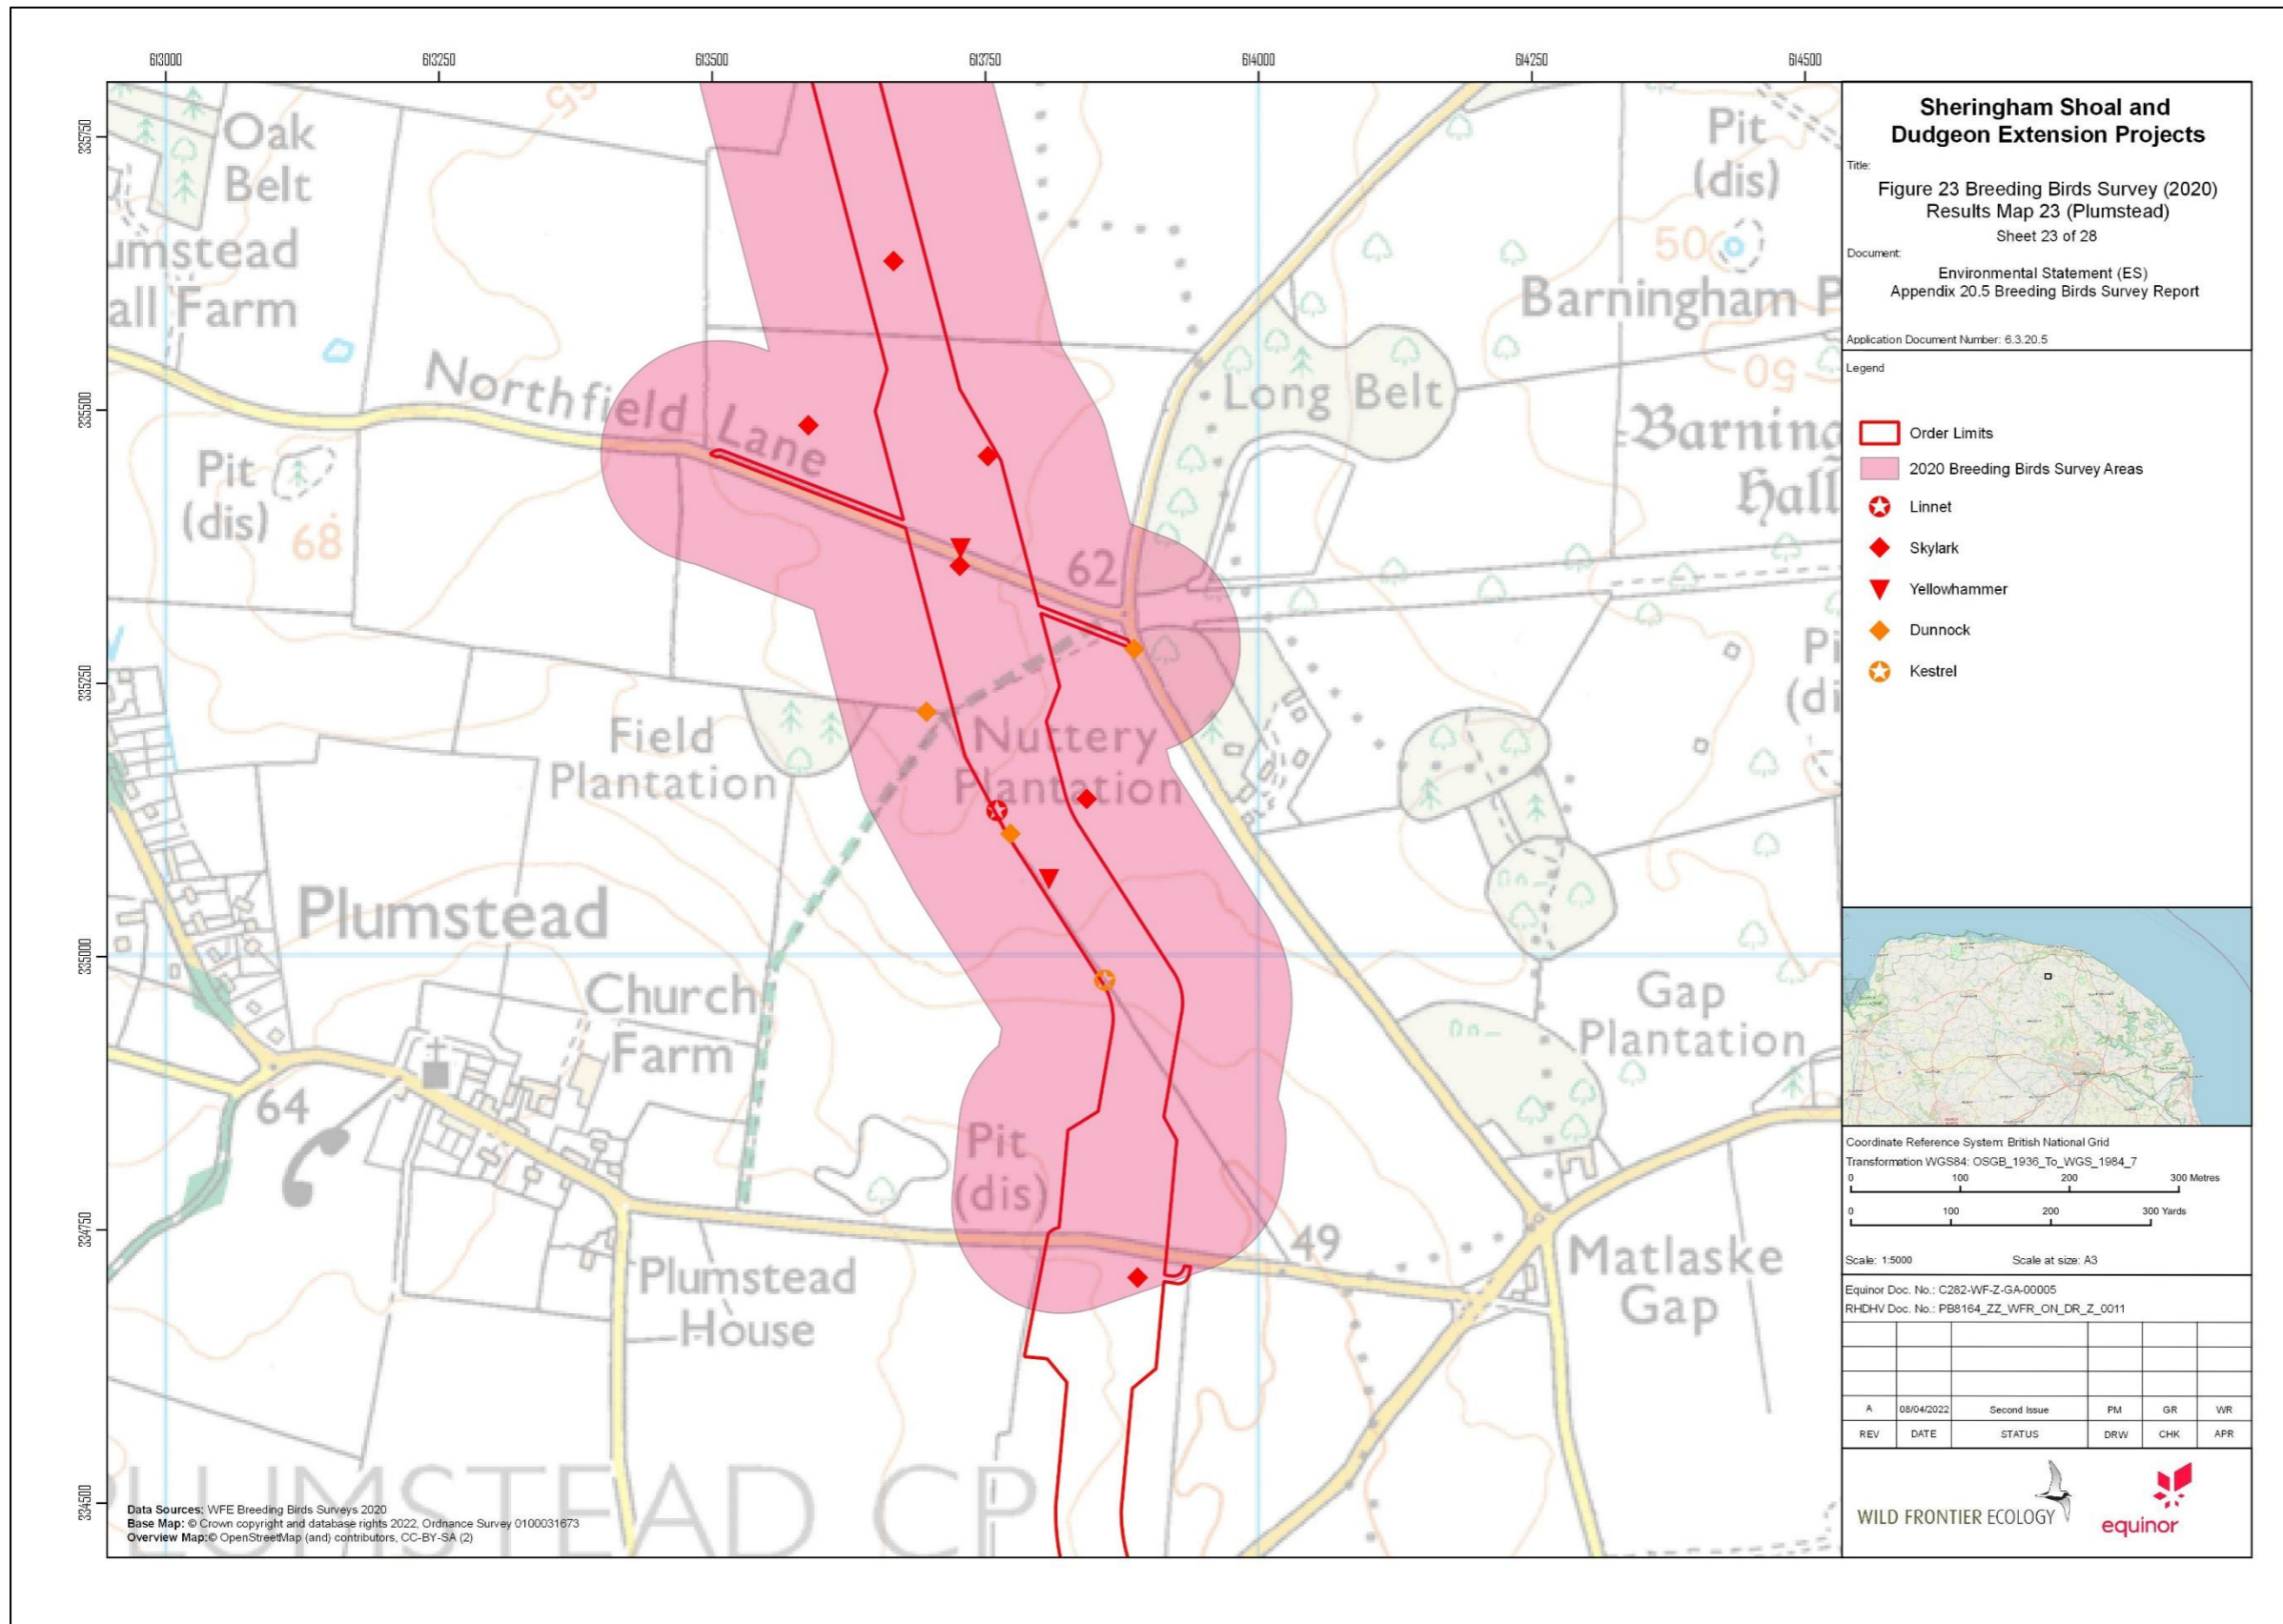 613000
613250
613500
613750
614000
614250
614500
335750
335500
335250
335000
334750
334500
65
Oak
Belt
umstead
all Farm
Northfield Lane
Pit
(dis)
68
Pit
(dis)
50
Barningham P
Long Belt
50
Barning
Hall
62
Pi
(di
Field
Plantation
Nuttery
Plantation
Plumstead
Church
Farm
64
Gap
Plantation
Pit
(dis)
49
Plumstead
House
Matlaske
Gap
PLUMSTEAD CP
Data Sources: WFE Breeding Birds Surveys 2020
Base Map: © Crown copyright and database rights 2022, Ordnance Survey 0100031673
Overview Map:© OpenStreetMap (and) contributors, CC-BY-SA (2)
Sheringham Shoal and
Dudgeon Extension Projects
Title:
Figure 23 Breeding Birds Survey (2020)
Results Map 23 (Plumstead)
Sheet 23 of 28
Document:
Environmental Statement (ES)
Appendix 20.5 Breeding Birds Survey Report
Application Document Number: 6.3.20.5
Legend
Order Limits
2020 Breeding Birds Survey Areas
Linnet
Skylark
Yellowhammer
Dunnock
Kestrel
Coordinate Reference System: British National Grid
Transformation WGS84: OSGB_1936_To_WGS_1984_7
0 100 200 300 Metres
0 100 200 300 Yards
Scale: 1:5000 Scale at size: A3
Equinor Doc. No.: C282-WF-Z-GA-00005
RHDHV Doc. No.: PB8164_ZZ_WFR_ON_DR_Z_0011
A 08/04/2022 Second Issue PM GR WR
REV DATE STATUS DRW CHK APR
WILD FRONTIER ECOLOGY
equinor